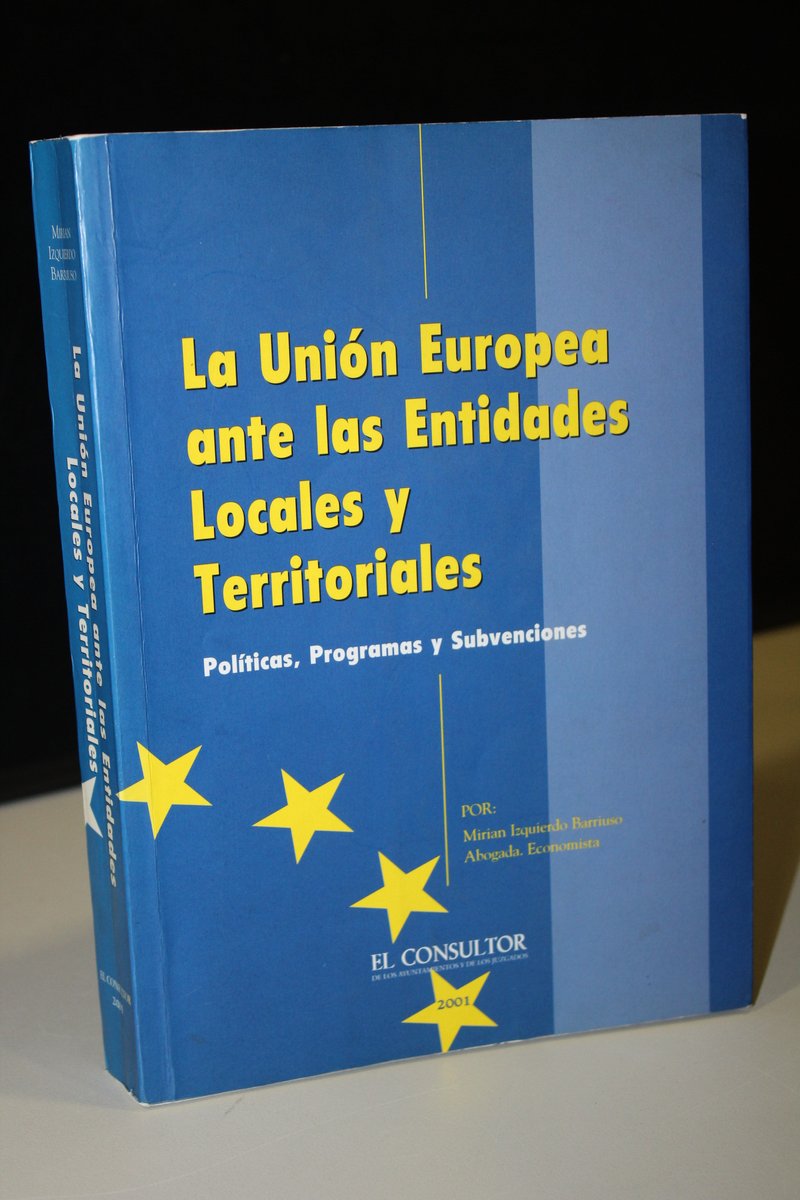 La Unión Europea
ante las Entidades
Locales y
Territoriales
Políticas, Programas y Subvenciones
POR:
Mirian Izquierdo Barriuso
Abogada. Economista
EL CONSULTOR
DE LOS AYUNTAMIENTOS Y DE LOS JUZGADOS
2001
MIRIAN
IZQUIERDO
BARRIUSO
La Unión Europea ante las Entidades
Locales y Territoriales
EL CONSULTOR
2001